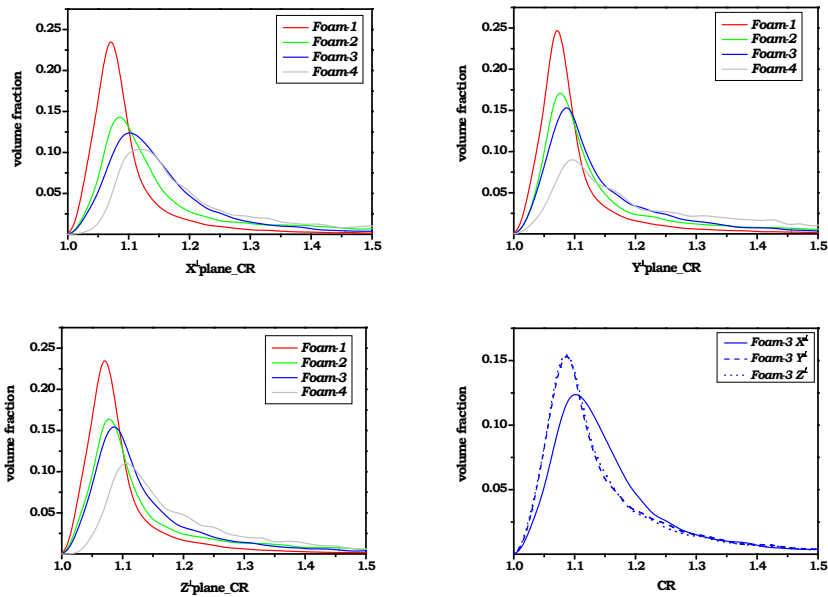 Foam-1
Foam-2
Foam-3
Foam-4
0.25
0.20
0.15
0.10
0.05
volume fraction
1.0 1.1 1.2 1.3 1.4 1.5
X⊥plane_CR
Foam-1
Foam-2
Foam-3
Foam-4
0.25
0.20
0.15
0.10
0.05
volume fraction
1.0 1.1 1.2 1.3 1.4 1.5
Y⊥plane_CR
Foam-1
Foam-2
Foam-3
Foam-4
0.25
0.20
0.15
0.10
0.05
volume fraction
1.0 1.1 1.2 1.3 1.4 1.5
Z⊥plane_CR
Foam-3 X⊥
Foam-3 Y⊥
Foam-3 Z⊥
0.15
0.10
0.05
volume fraction
1.0 1.1 1.2 1.3 1.4 1.5
CR